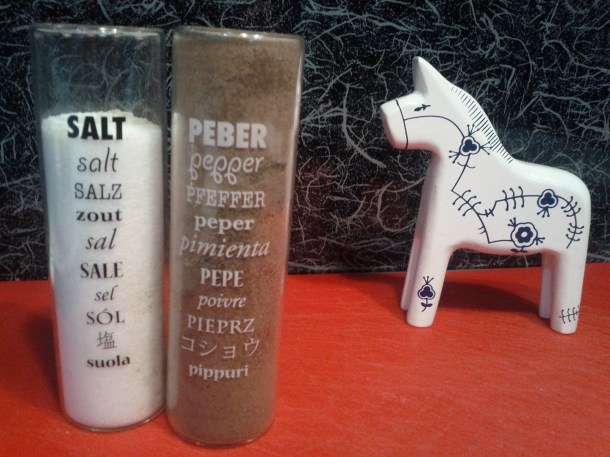 SALT
salt
SALZ
zout
sal
SALE
sel
SÓL
塩
suola
PEBER
pepper
PFEFFER
peper
pimienta
PEPE
poivre
PIEPRZ
コショウ
pippuri